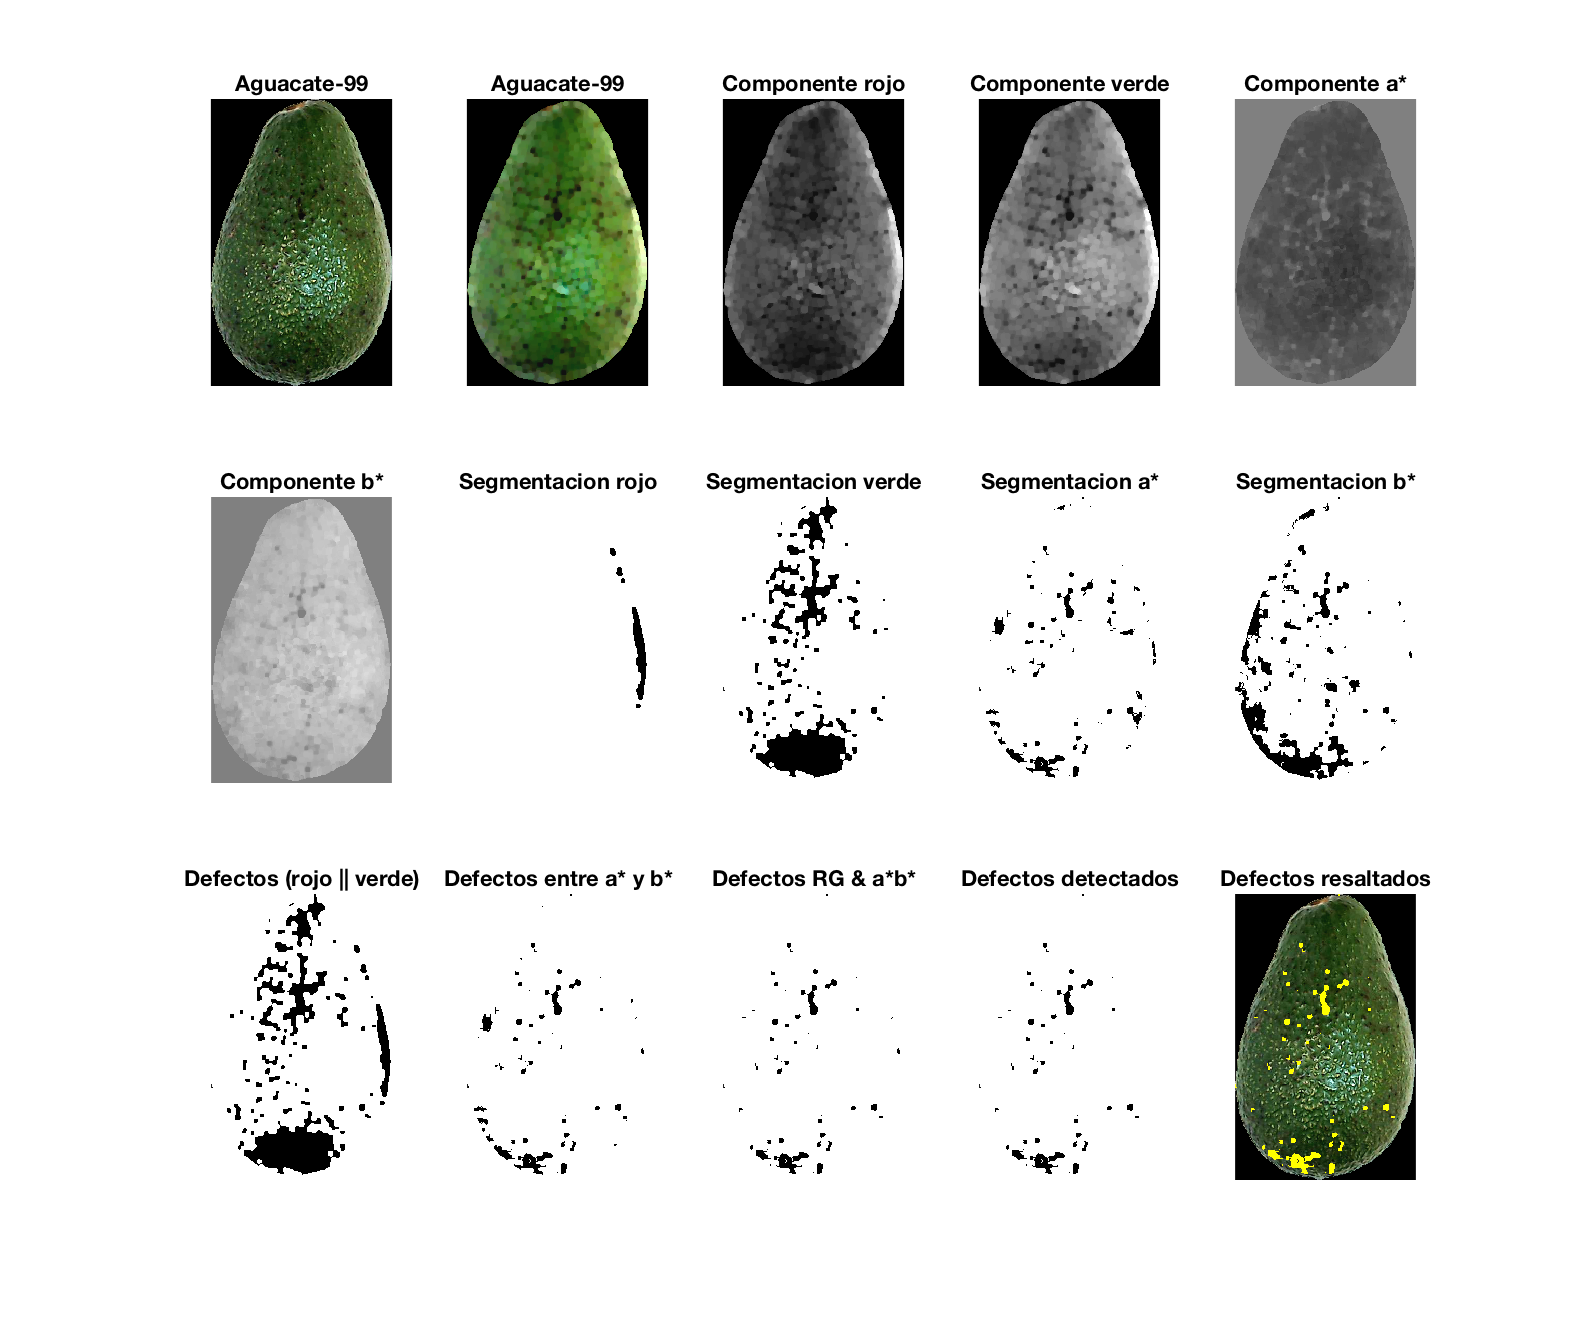 Aguacate-99
Aguacate-99
Componente rojo
Componente verde
Componente a*
Componente b*
Segmentacion rojo
Segmentacion verde
Segmentacion a*
Segmentacion b*
Defectos (rojo || verde)
Defectos entre a* y b*
Defectos RG & a*b*
Defectos detectados
Defectos resaltados